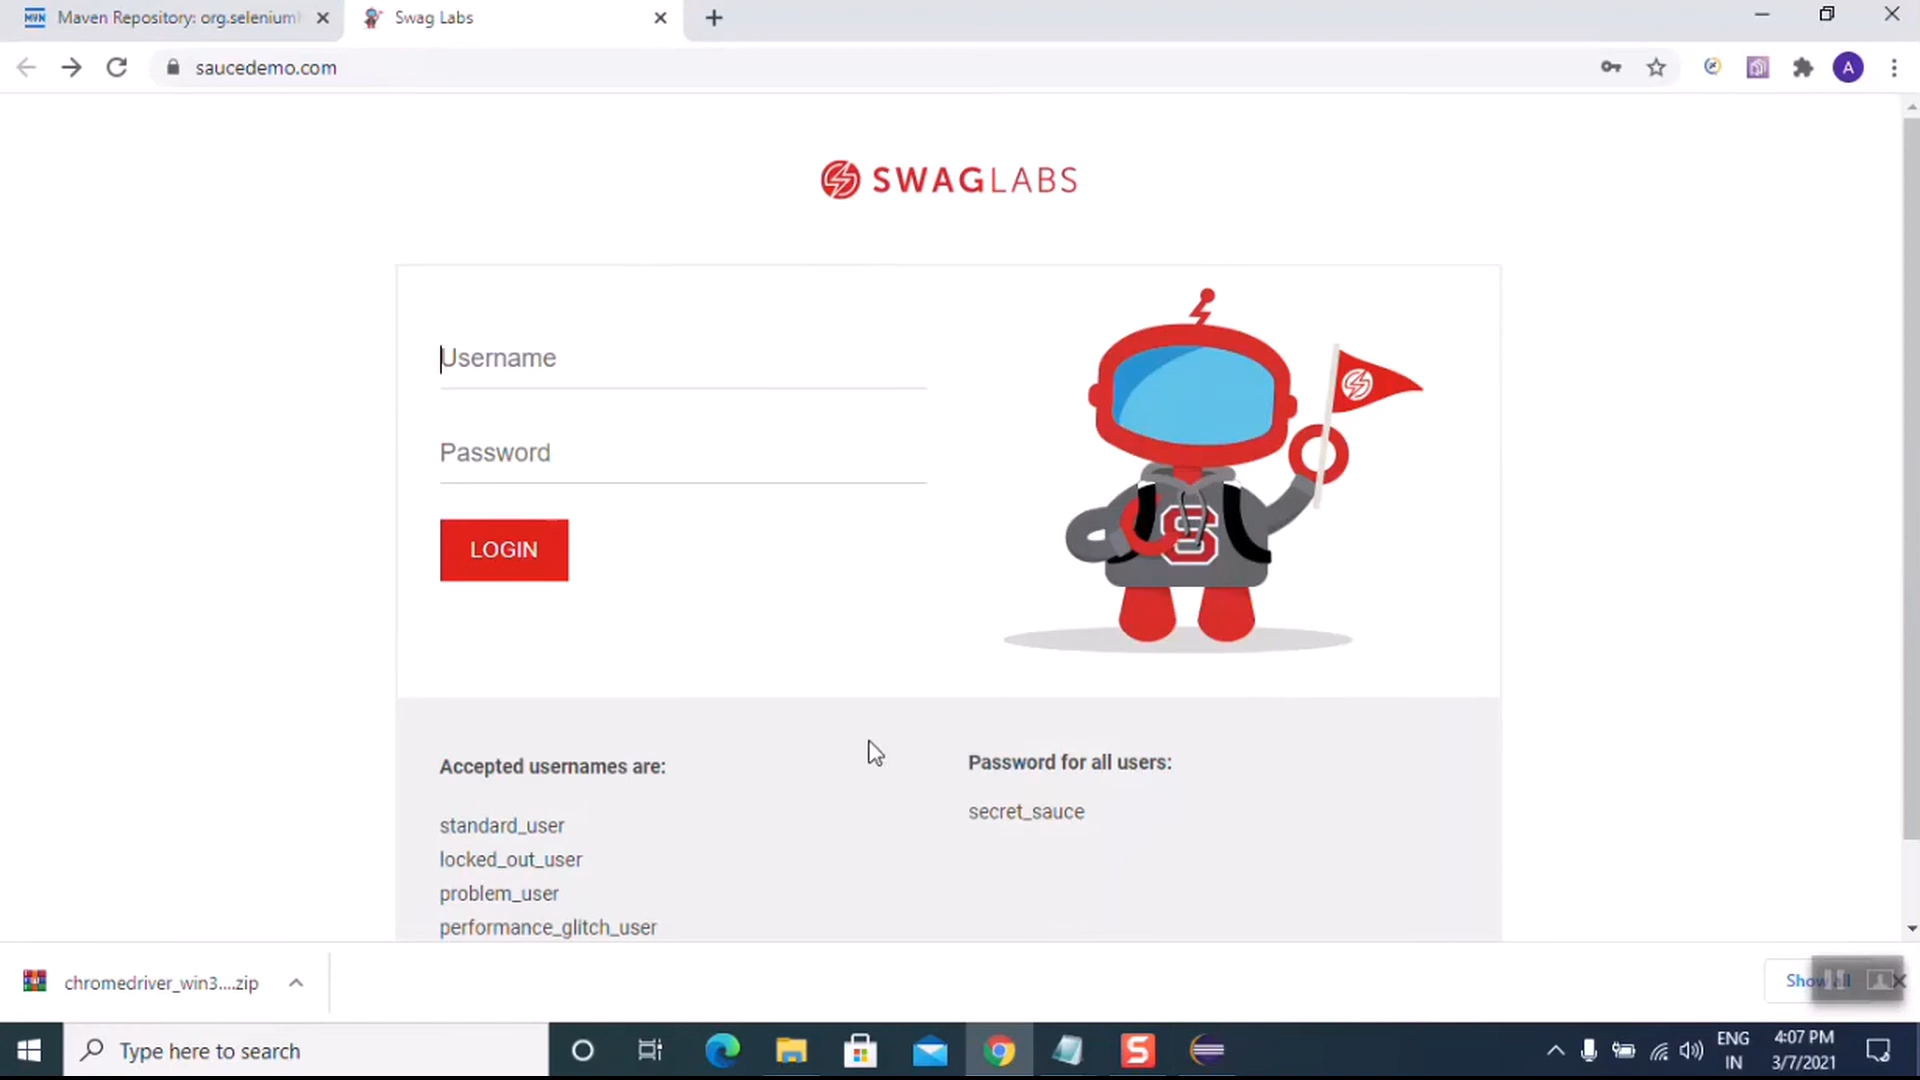 Maven Repository: org.selenium
Swag Labs
saucedemo.com
A
SWAGLABS
Username
Password
LOGIN
S
Accepted usernames are:
standard_user
locked_out_user
problem_user
performance_glitch_user
Password for all users:
secret_sauce
chromedriver_win3....zip
Show all
Type here to search
S
ENG
IN
4:07 PM
3/7/2021